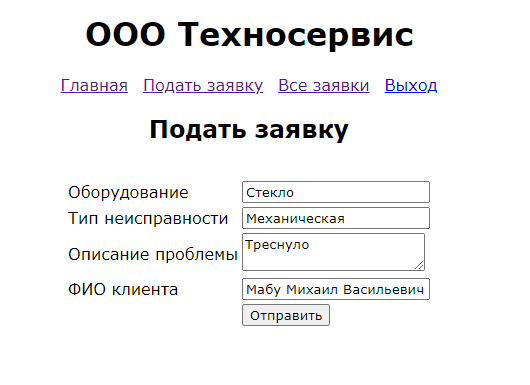 ООО Техносервис
Главная Подать заявку Все заявки Выход
Подать заявку
Оборудование Стекло
Тип неисправности Механическая
Описание проблемы Треснуло
ФИО клиента Мабу Михаил Васильевич
Отправить